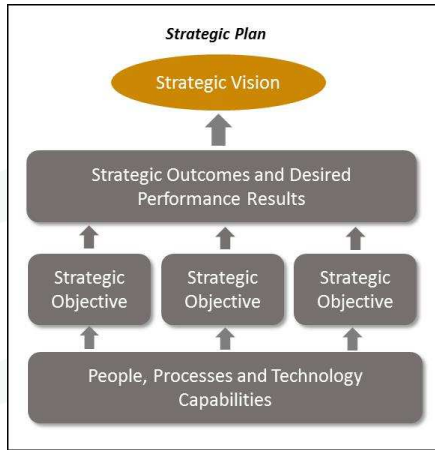 Strategic Plan
Strategic Vision
Strategic Outcomes and Desired
Performance Results
Strategic
Objective
Strategic
Objective
Strategic
Objective
People, Processes and Technology
Capabilities